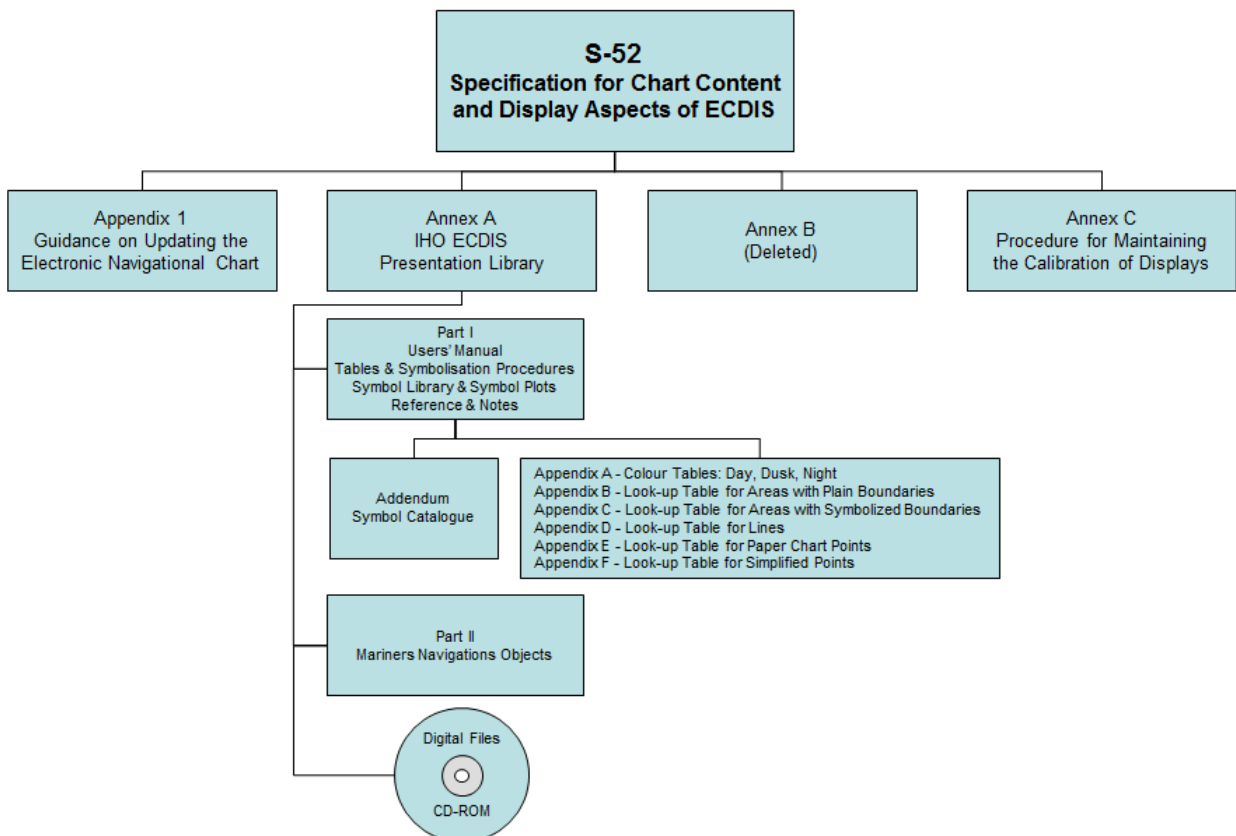 S-52
Specification for Chart Content
and Display Aspects of ECDIS
Appendix 1
Guidance on Updating the
Electronic Navigational Chart
Annex A
IHO ECDIS
Presentation Library
Annex B
(Deleted)
Annex C
Procedure for Maintaining
the Calibration of Displays
Part I
Users' Manual
Tables & Symbolisation Procedures
Symbol Library & Symbol Plots
Reference & Notes
Addendum
Symbol Catalogue
Appendix A - Colour Tables: Day, Dusk, Night
Appendix B - Look-up Table for Areas with Plain Boundaries
Appendix C - Look-up Table for Areas with Symbolized Boundaries
Appendix D - Look-up Table for Lines
Appendix E - Look-up Table for Paper Chart Points
Appendix F - Look-up Table for Simplified Points
Part II
Mariners Navigations Objects
Digital Files
CD-ROM